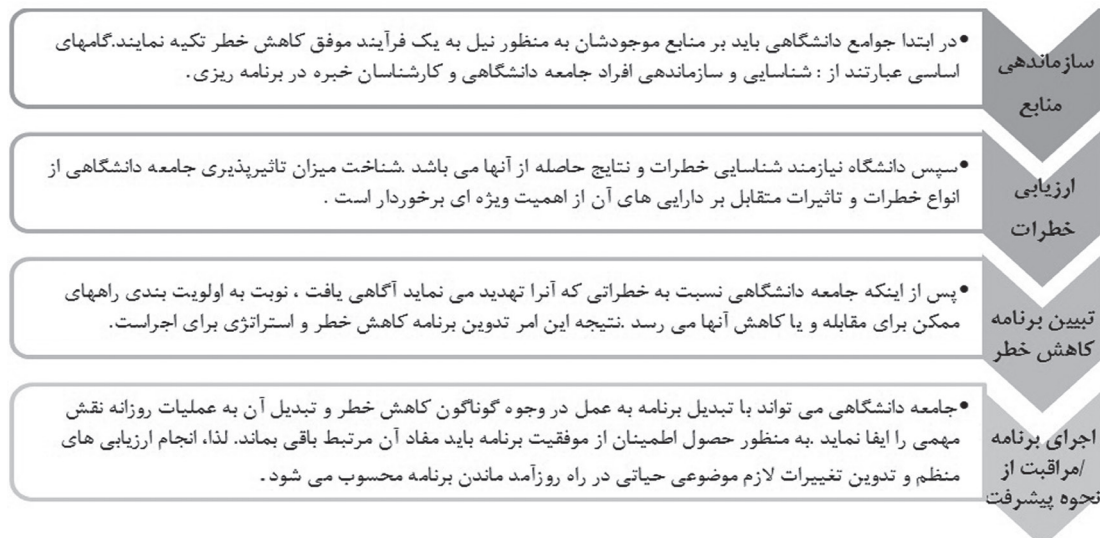 سازماندهی
منابع
•در ابتدا جوامع دانشگاهی باید بر منابع موجودشان به منظور نیل به یک فرآیند موفق کاهش خطر تکیه نمایند.گامهای
اساسی عبارتند از : شناسایی و سازماندهی افراد جامعه دانشگاهی و کارشناسان خبره در برنامه ریزی.
ارزیابی
خطرات
•سپس دانشگاه نیازمند شناسایی خطرات و نتایج حاصله از آنها می باشد .شناخت میزان تاثیرپذیری جامعه دانشگاهی از
انواع خطرات و تاثیرات متقابل بر دارایی های آن از اهمیت ویژه ای برخوردار است .
تبیین برنامه
کاهش خطر
•پس از اینکه جامعه دانشگاهی نسبت به خطراتی که آنرا تهدید می نماید آگاهی یافت ، نوبت به اولویت بندی راههای
ممکن برای مقابله و یا کاهش آنها می رسد .نتیجه این امر تدوین برنامه کاهش خطر و استراتژی برای اجراست.
اجرای برنامه
/مراقبت از
نحوه پیشرفت
•جامعه دانشگاهی می تواند با تبدیل برنامه به عمل در وجوه گوناگون کاهش خطر و تبدیل آن به عملیات روزانه نقش
مهمی را ایفا نماید .به منظور حصول اطمینان از موفقیت برنامه باید مفاد آن مرتبط باقی بماند. لذا، انجام ارزیابی های
منظم و تدوین تغییرات لازم موضوعی حیاتی در راه روزآمد ماندن برنامه محسوب می شود .